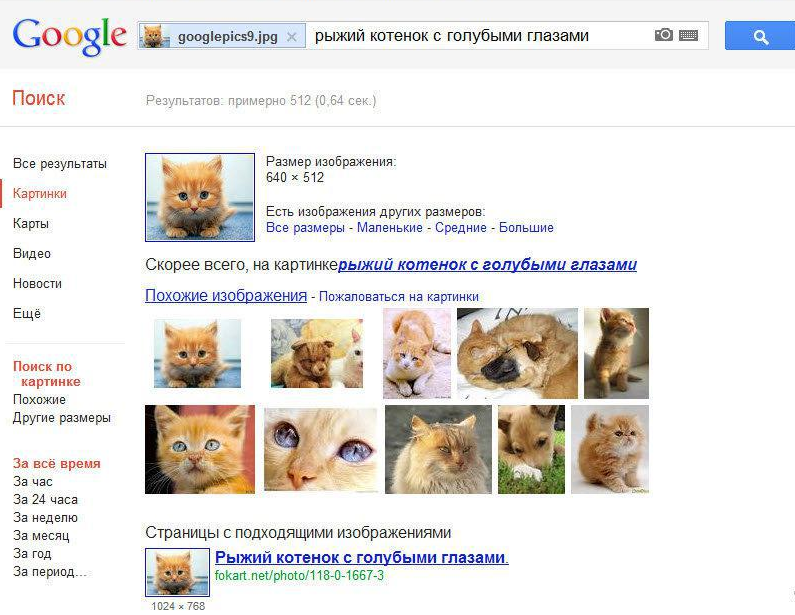 Google
googlepics9.jpg × рыжий котенок с голубыми глазами
Поиск
Результатов: примерно 512 (0,64 сек.)
Все результаты
Картинки
Карты
Видео
Новости
Ещё
Поиск по
картинке
Похожие
Другие размеры
За всё время
За час
За 24 часа
За неделю
За месяц
За год
За период...
Размер изображения:
640 × 512
Есть изображения других размеров:
Все размеры - Маленькие - Средние - Большие
Скорее всего, на картинкерыжий котенок с голубыми глазами
Похожие изображения - Пожаловаться на картинки
Страницы с подходящими изображениями
Рыжий котенок с голубыми глазами.
fokart.net/photo/118-0-1667-3
1024 × 768